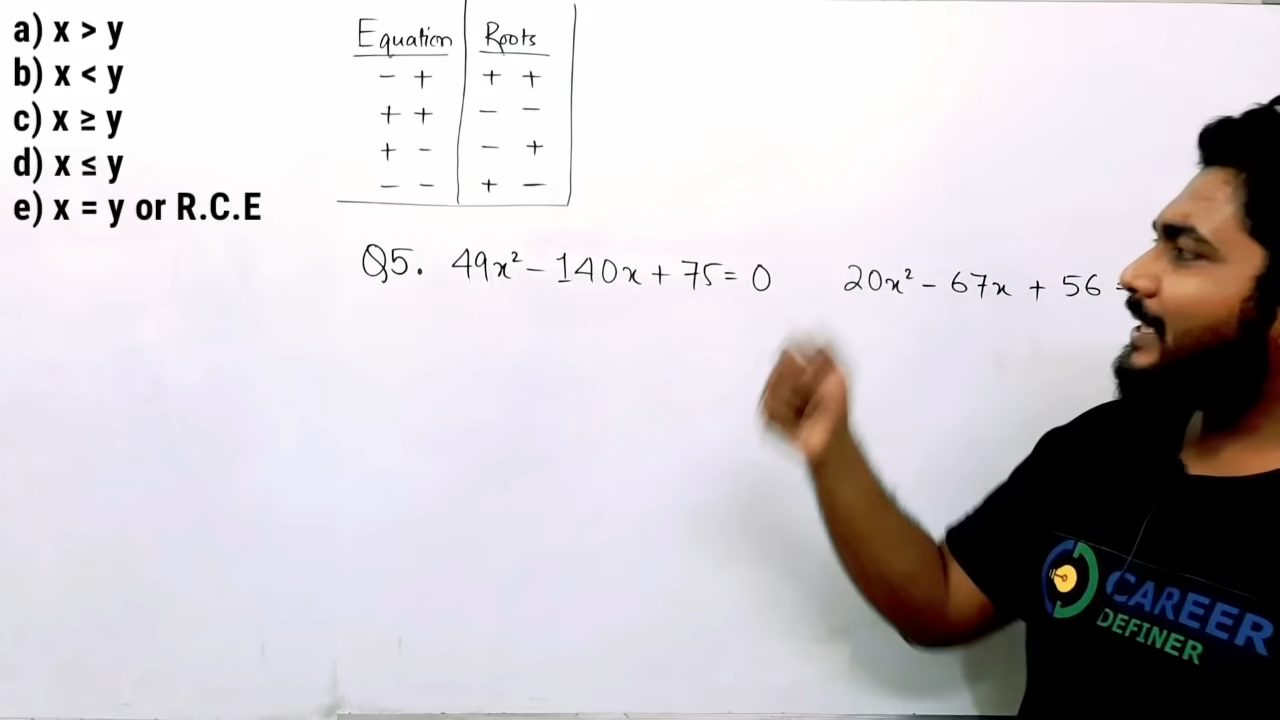 a) x > y
b) x < y
c) x ≥ y
d) x ≤ y
e) x = y or R.C.E
Equation Roots
− + + +
+ + − −
+ − − +
− − + −
Q5. 49x² − 140x + 75 = 0 20x² − 67x + 56 =
CAREER
DEFINER